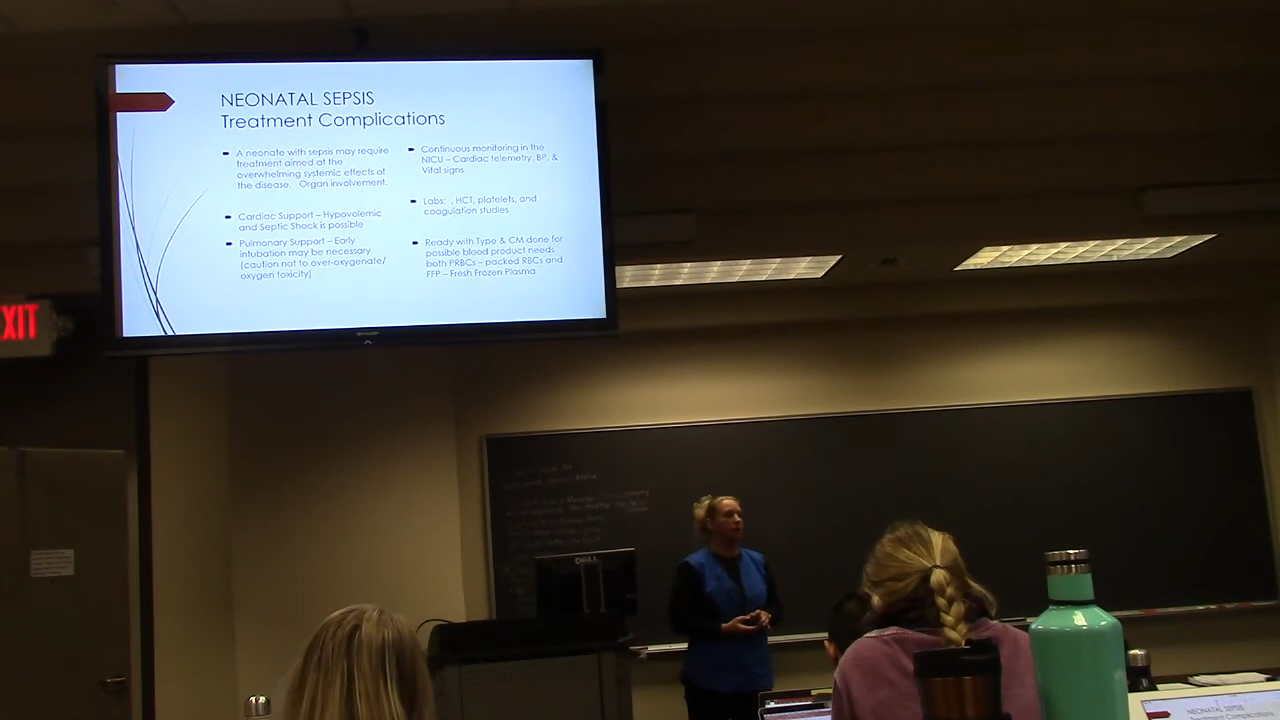 NEONATAL SEPSIS
Treatment Complications
A neonate with sepsis may require
treatment aimed at the
overwhelming systemic effects of
the disease. Organ involvement.
Cardiac Support – Hypovolemic
and Septic Shock is possible
Pulmonary Support – Early
intubation may be necessary
(caution not to over-oxygenate/
oxygen toxicity)
Continuous monitoring in the
NICU – Cardiac telemetry, BP, &
Vital signs
Labs: , HCT, platelets, and
coagulation studies
Ready with Type & CM done for
possible blood product needs
both PRBCs – packed RBCs and
FFP – Fresh Frozen Plasma
SHARP
XIT
DELL
NEONATAL SEPSIS
Treatment Complications